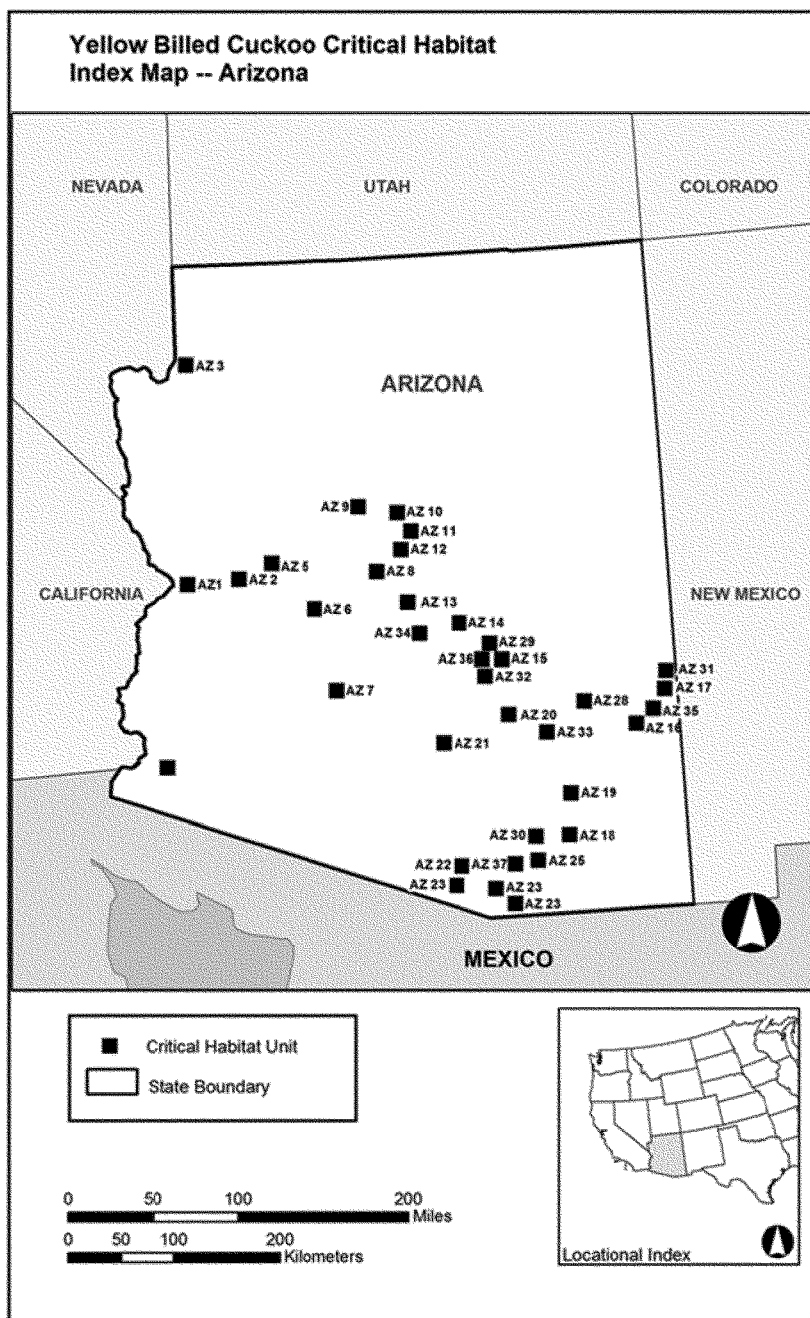 Yellow Billed Cuckoo Critical Habitat
Index Map -- Arizona
NEVADA
UTAH
COLORADO
AZ 3
ARIZONA
AZ 9
AZ 10
AZ 11
AZ 12
AZ 5
AZ 8
AZ 2
AZ1
CALIFORNIA
NEW MEXICO
AZ 13
AZ 6
AZ 14
AZ 34
AZ 29
AZ 36
AZ 15
AZ 31
AZ 32
AZ 17
AZ 7
AZ 28
AZ 35
AZ 20
AZ 16
AZ 33
AZ 21
AZ 19
AZ 30
AZ 18
AZ 25
AZ 22
AZ 37
AZ 23
AZ 23
AZ 23
MEXICO
Critical Habitat Unit
State Boundary
0 50 100 200
Miles
0 50 100 200
Kilometers
Locational Index